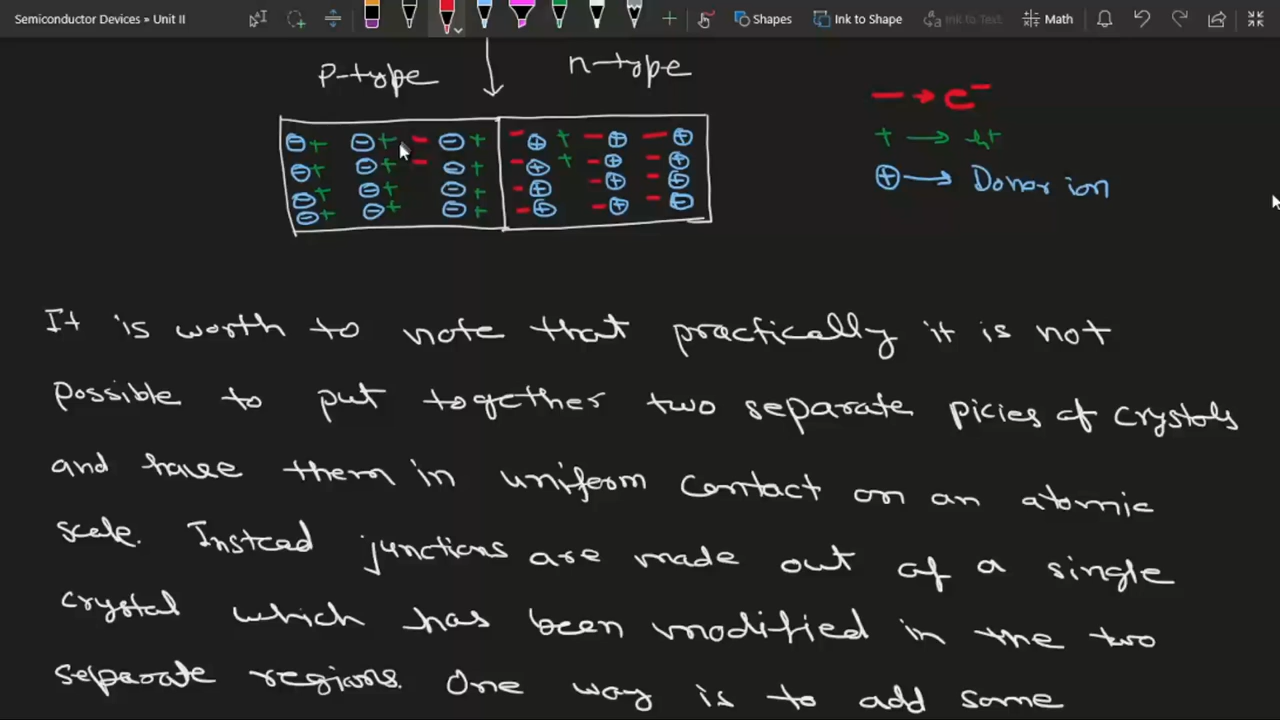 Semiconductor Devices » Unit II
Shapes
Ink to Shape
Ink to Text
Math
P-type
n-type
− → e⁻
+ → h+
⊕ → Donor ion
It is worth to note that practically it is not
possible to put together two separate picies of crystals
and have them in uniform contact on an atomic
scale. Instead junctions are made out of a single
crystal which has been modified in the two
separate regions. One way is to add some